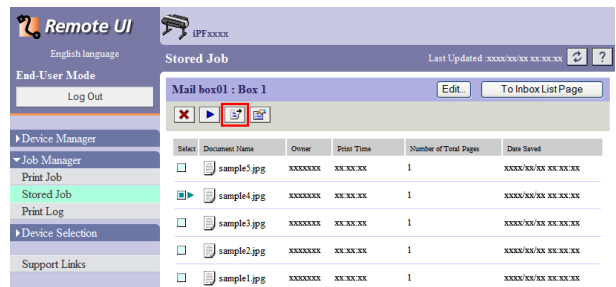 Remote UI
iPFxxxx
English language
Stored Job
Last Updated :xxxx/xx/xx xx:xx:xx
?
End-User Mode
Log Out
Mail box01 : Box 1
Edit...
To Inbox List Page
Device Manager
Job Manager
Print Job
Stored Job
Print Log
Device Selection
Support Links
Select Document Name Owner Print Time Number of Total Pages Date Saved
sample5.jpg xxxxxxx xx:xx:xx 1 xxxx/xx/xx xx:xx:xx
sample4.jpg xxxxxxx xx:xx:xx 1 xxxx/xx/xx xx:xx:xx
sample3.jpg xxxxxxx xx:xx:xx 1 xxxx/xx/xx xx:xx:xx
sample2.jpg xxxxxxx xx:xx:xx 1 xxxx/xx/xx xx:xx:xx
sample1.jpg xxxxxxx xx:xx:xx 1 xxxx/xx/xx xx:xx:xx